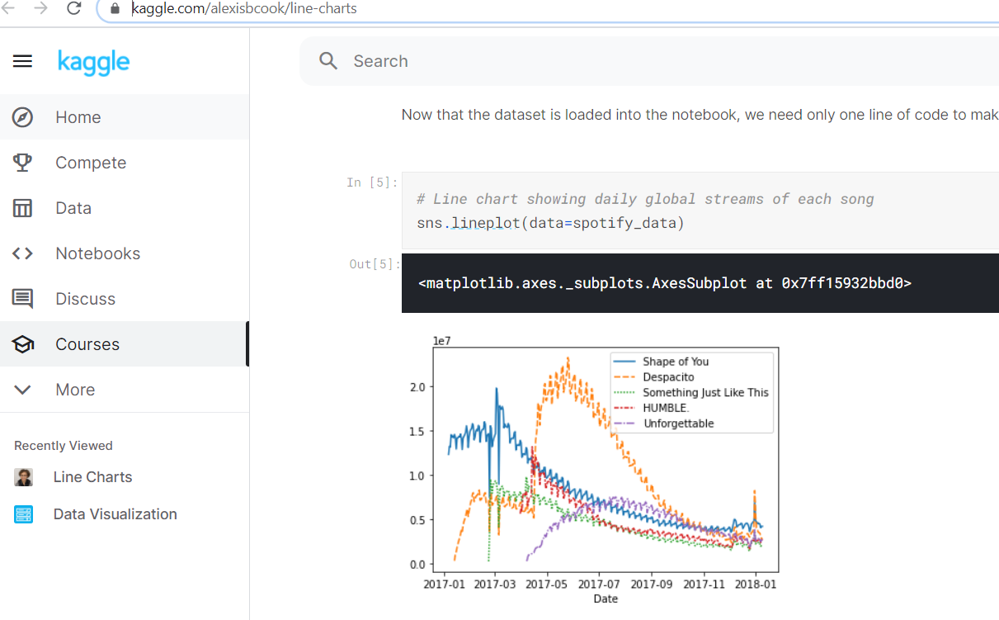 kaggle.com/alexisbcook/line-charts
kaggle
Search
Home
Compete
Data
Notebooks
Discuss
Courses
More
Recently Viewed
Line Charts
Data Visualization
Now that the dataset is loaded into the notebook, we need only one line of code to mak
In [5]:
# Line chart showing daily global streams of each song
sns.lineplot(data=spotify_data)
Out[5]:
<matplotlib.axes._subplots.AxesSubplot at 0x7ff15932bbd0>
1e7
Shape of You
Despacito
Something Just Like This
HUMBLE.
Unforgettable
2.0
1.5
1.0
0.5
0.0
2017-01 2017-03 2017-05 2017-07 2017-09 2017-11 2018-01
Date